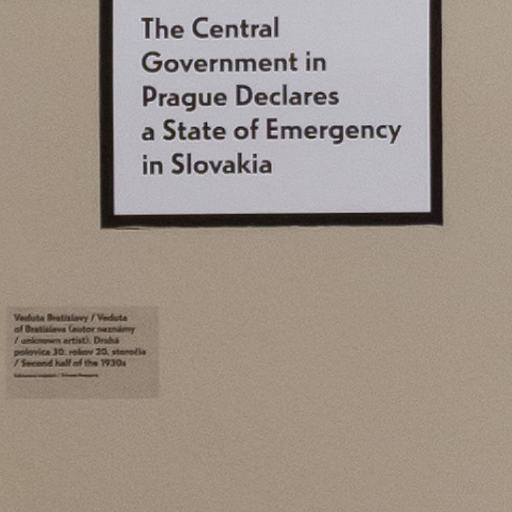 The Central
Government in
Prague Declares
a State of Emergency
in Slovakia
Veduta Bratislavy / Veduta
of Bratislava (autor neznámy
/ unknown artist). Druhá
polovica 30. rokov 20. storočia
/ Second half of the 1930s